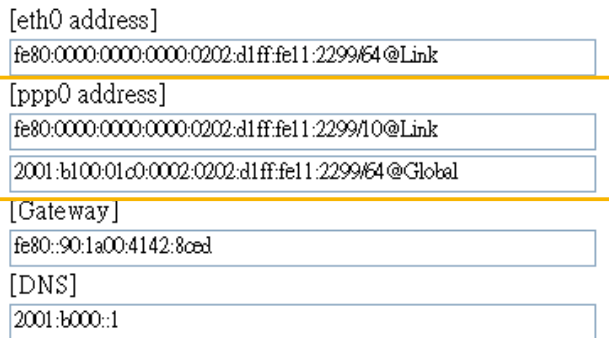 [eth0 address]
fe80:0000:0000:0000:0202:d1ff:fe11:2299/64@Link
[ppp0 address]
fe80:0000:0000:0000:0202:d1ff:fe11:2299/10@Link
2001:b100:01c0:0002:0202:d1ff:fe11:2299/64@Global
[Gateway]
fe80::90:1a00:4142:8ced
[DNS]
2001:b000::1